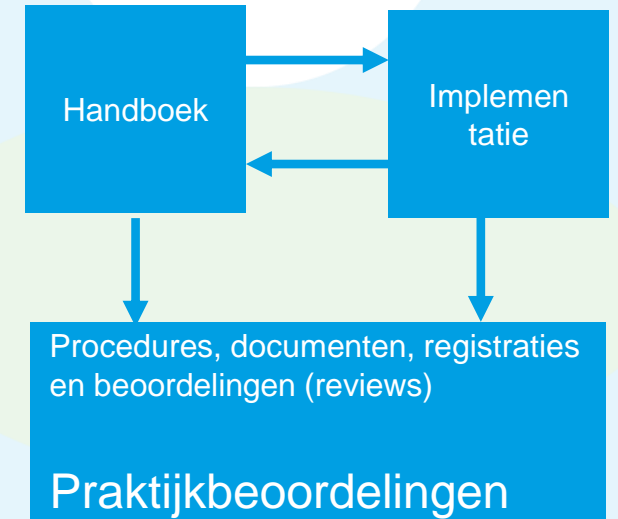 Handboek
Implemen
tatie
Procedures, documenten, registraties
en beoordelingen (reviews)
Praktijkbeoordelingen